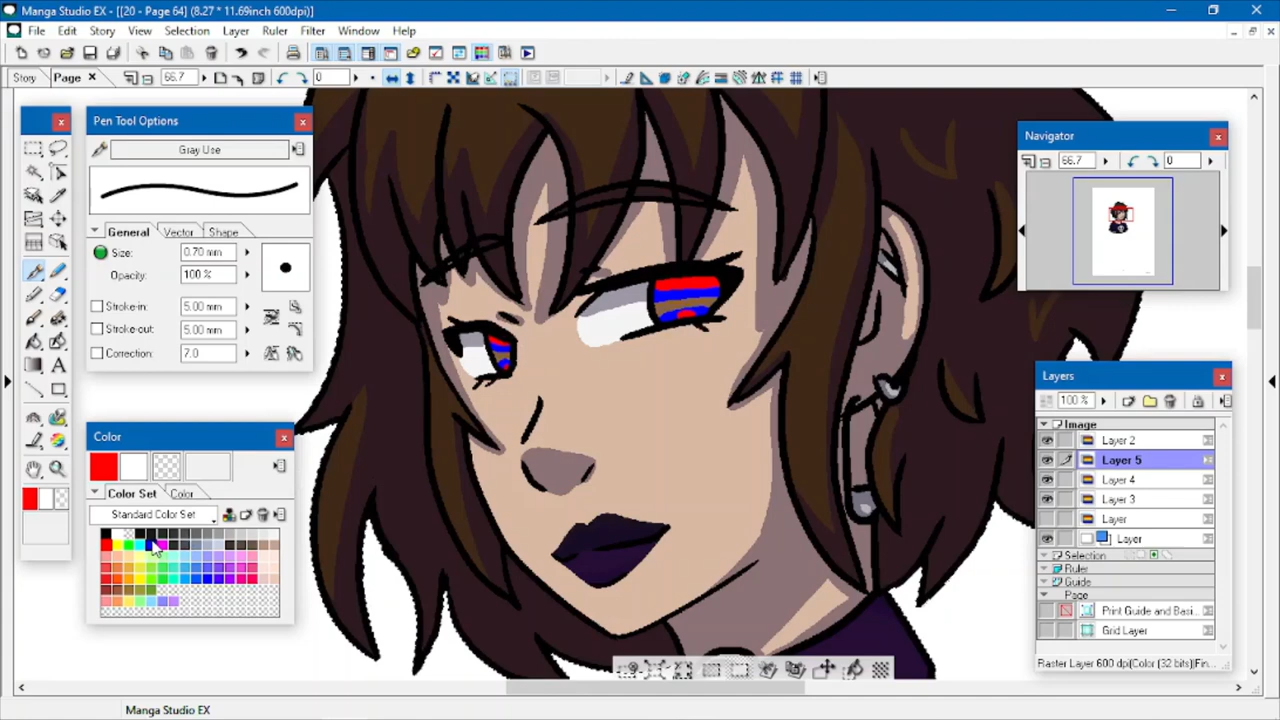 Manga Studio EX - [[20 - Page 64] (8.27 * 11.69inch 600dpi)]
File Edit Story View Selection Layer Ruler Filter Window Help
Story Page 66.7 0
Pen Tool Options
Gray Use
General Vector Shape
Size: 0.70 mm
Opacity: 100 %
Stroke-in: 5.00 mm
Stroke-out: 5.00 mm
Correction: 7.0
Color
Color Set Color
Standard Color Set
Navigator
66.7 0
Layers
100 %
Image
Layer 2
Layer 5
Layer 4
Layer 3
Layer
Layer
Selection
Ruler
Guide
Page
Print Guide and Basi...
Grid Layer
Raster Layer 600 dpi(Color (32 bits)(Fin...
Manga Studio EX